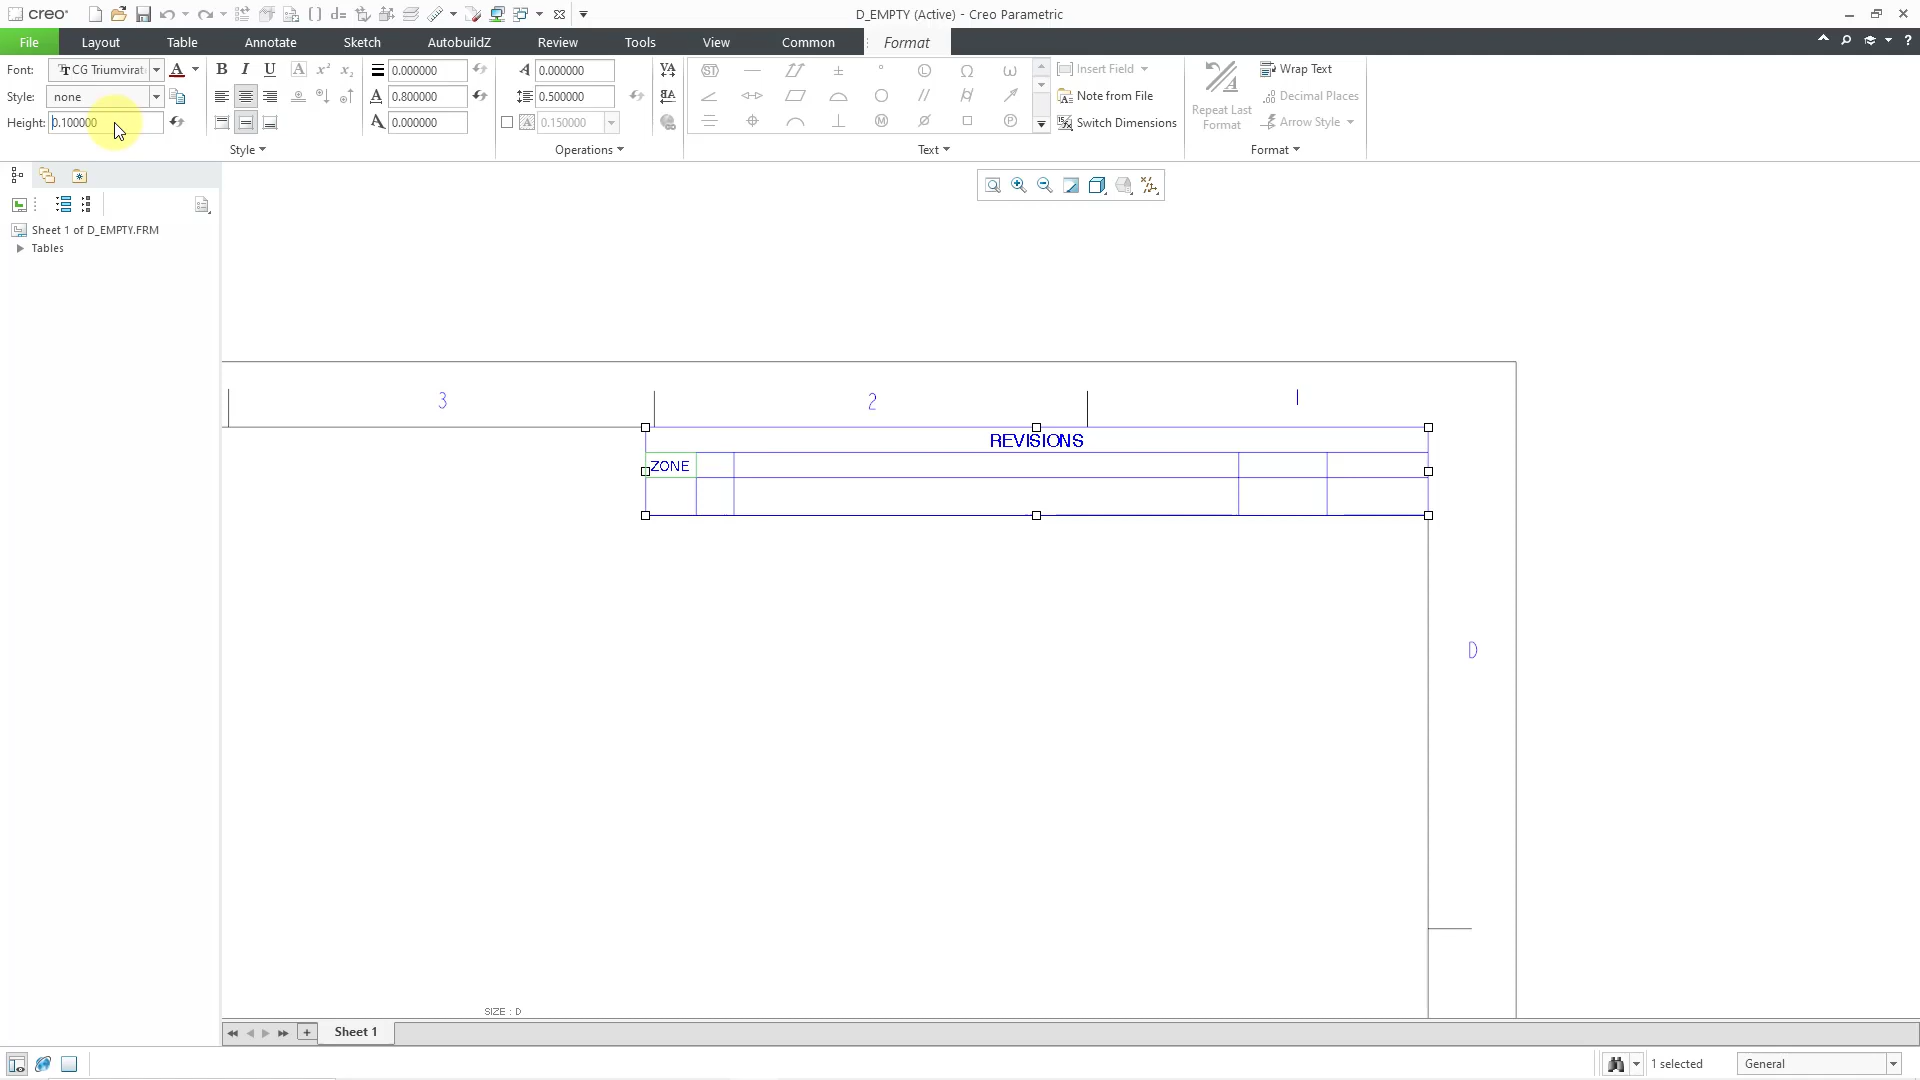 creo
D_EMPTY (Active) - Creo Parametric
File
Layout
Table
Annotate
Sketch
AutobuildZ
Review
Tools
View
Common
Format
Font:
CG Triumvirat
Style:
none
Height:
0.100000
0.000000
0.800000
0.000000
Style
0.000000
0.500000
0.150000
Operations
Insert Field
Note from File
Switch Dimensions
Text
Repeat Last
Format
Wrap Text
Decimal Places
Arrow Style
Format
Sheet 1 of D_EMPTY.FRM
Tables
3
2
1
REVISIONS
ZONE
D
SIZE : D
Sheet 1
1 selected
General